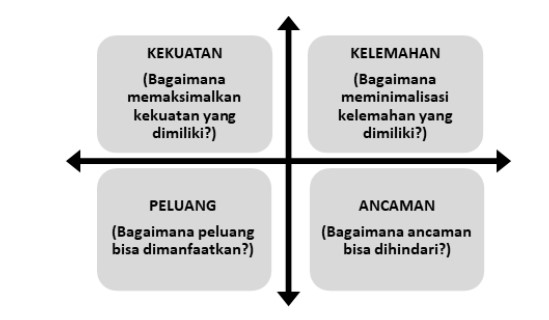 KEKUATAN
(Bagaimana
memaksimalkan
kekuatan yang
dimiliki?)
KELEMAHAN
(Bagaimana
meminimalisasi
kelemahan yang
dimiliki?)
PELUANG
(Bagaimana peluang
bisa dimanfaatkan?)
ANCAMAN
(Bagaimana ancaman
bisa dihindari?)